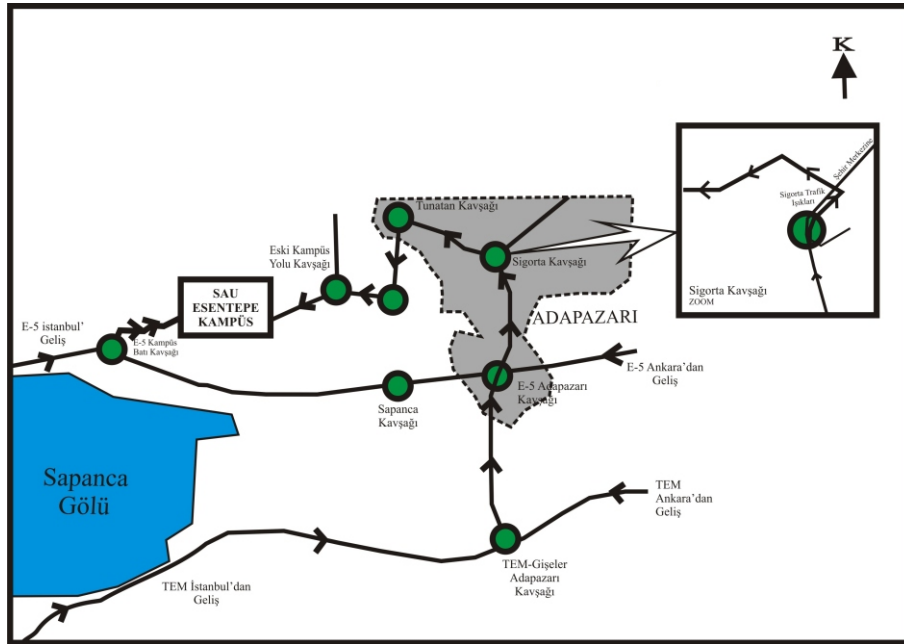 K
Şehir Merkezine
Sigorta Trafik
Işıkları
Sigorta Kavşağı
ZOOM
Tunatan Kavşağı
Eski Kampüs
Yolu Kavşağı
Sigorta Kavşağı
SAU
ESENTEPE
KAMPÜS
ADAPAZARI
E-5 istanbul'
Geliş
E-5 Kampüs
Batı Kavşağı
E-5 Ankara'dan
Geliş
E-5 Adapazarı
Kavşağı
Sapanca
Kavşağı
Sapanca
Gölü
TEM
Ankara'dan
Geliş
TEM-Gişeler
Adapazarı
Kavşağı
TEM İstanbul'dan
Geliş